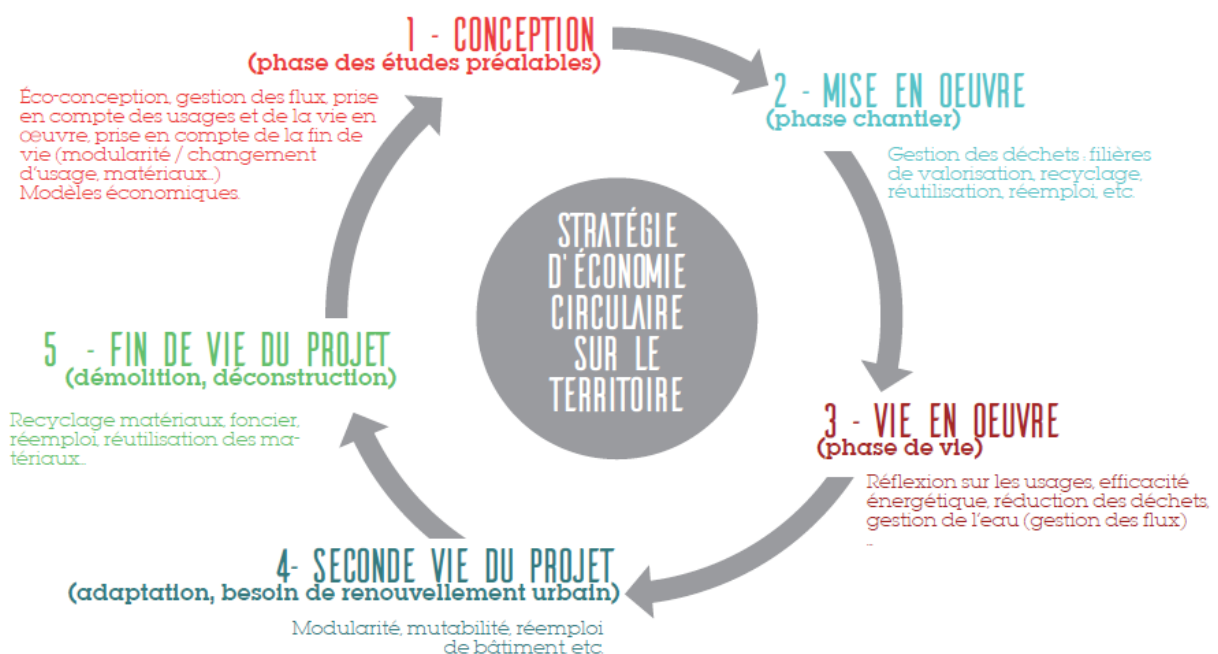 1 - CONCEPTION
(phase des études préalables)
Éco-conception, gestion des flux, prise
en compte des usages et de la vie en
œuvre, prise en compte de la fin de
vie (modularité / changement
d'usage, matériaux...)
Modèles économiques.
2 - MISE EN OEUVRE
(phase chantier)
Gestion des déchets : filières
de valorisation, recyclage,
réutilisation, réemploi, etc.
STRATÉGIE
D'ÉCONOMIE
CIRCULAIRE
SUR LE
TERRITOIRE
3 - VIE EN OEUVRE
(phase de vie)
Réflexion sur les usages, efficacité
énergétique, réduction des déchets,
gestion de l'eau (gestion des flux)
...
4- SECONDE VIE DU PROJET
(adaptation, besoin de renouvellement urbain)
Modularité, mutabilité, réemploi
de bâtiment, etc.
5 - FIN DE VIE DU PROJET
(démolition, déconstruction)
Recyclage matériaux, foncier,
réemploi, réutilisation des ma-
tériaux...